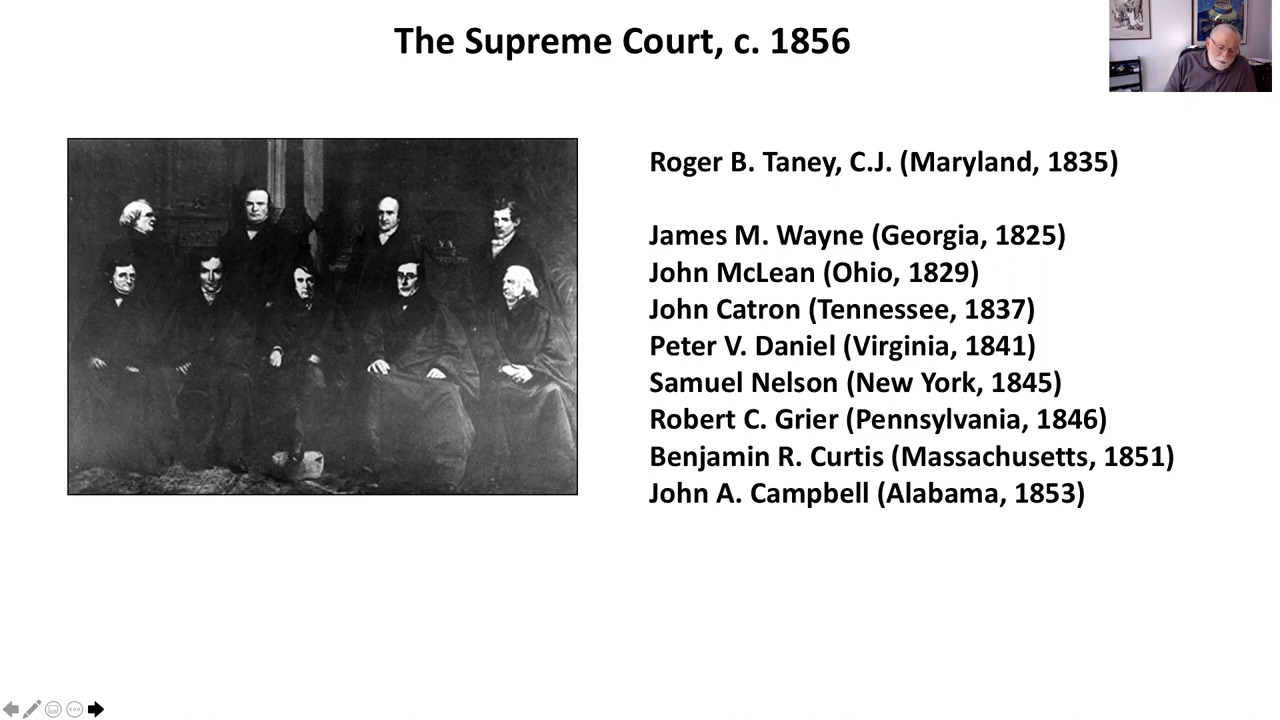 The Supreme Court, c. 1856
Roger B. Taney, C.J. (Maryland, 1835)
James M. Wayne (Georgia, 1825)
John McLean (Ohio, 1829)
John Catron (Tennessee, 1837)
Peter V. Daniel (Virginia, 1841)
Samuel Nelson (New York, 1845)
Robert C. Grier (Pennsylvania, 1846)
Benjamin R. Curtis (Massachusetts, 1851)
John A. Campbell (Alabama, 1853)